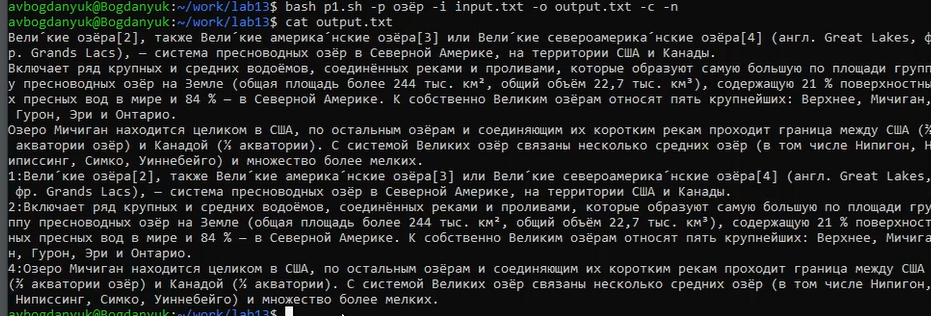 avbogdanyuk@Bogdanyuk:~/work/lab13$ bash p1.sh -p озёр -i input.txt -o output.txt -c -n
avbogdanyuk@Bogdanyuk:~/work/lab13$ cat output.txt
Вели́кие озёра[2], также Вели́кие америка́нские озёра[3] или Вели́кие североамерика́нские озёра[4] (англ. Great Lakes, ф
р. Grands Lacs), — система пресноводных озёр в Северной Америке, на территории США и Канады.
Включает ряд крупных и средних водоёмов, соединённых реками и проливами, которые образуют самую большую по площади групп
у пресноводных озёр на Земле (общая площадь более 244 тыс. км², общий объём 22,7 тыс. км³), содержащую 21 % поверхностны
х пресных вод в мире и 84 % — в Северной Америке. К собственно Великим озёрам относят пять крупнейших: Верхнее, Мичиган,
Гурон, Эри и Онтарио.
Озеро Мичиган находится целиком в США, по остальным озёрам и соединяющим их коротким рекам проходит граница между США (
акватории озёр) и Канадой ( акватории). С системой Великих озёр связаны несколько средних озёр (в том числе Нипигон, Н
иписсинг, Симко, Уиннебейго) и множество более мелких.
1:Вели́кие озёра[2], также Вели́кие америка́нские озёра[3] или Вели́кие североамерика́нские озёра[4] (англ. Great Lakes,
фр. Grands Lacs), — система пресноводных озёр в Северной Америке, на территории США и Канады.
2:Включает ряд крупных и средних водоёмов, соединённых реками и проливами, которые образуют самую большую по площади гру
ппу пресноводных озёр на Земле (общая площадь более 244 тыс. км², общий объём 22,7 тыс. км³), содержащую 21 % поверхност
ных пресных вод в мире и 84 % — в Северной Америке. К собственно Великим озёрам относят пять крупнейших: Верхнее, Мичига
н, Гурон, Эри и Онтарио.
4:Озеро Мичиган находится целиком в США, по остальным озёрам и соединяющим их коротким рекам проходит граница между США
( акватории озёр) и Канадой ( акватории). С системой Великих озёр связаны несколько средних озёр (в том числе Нипигон,
Ниписсинг, Симко, Уиннебейго) и множество более мелких.
avbogdanyuk@Bogdanyuk:~/work/lab13$